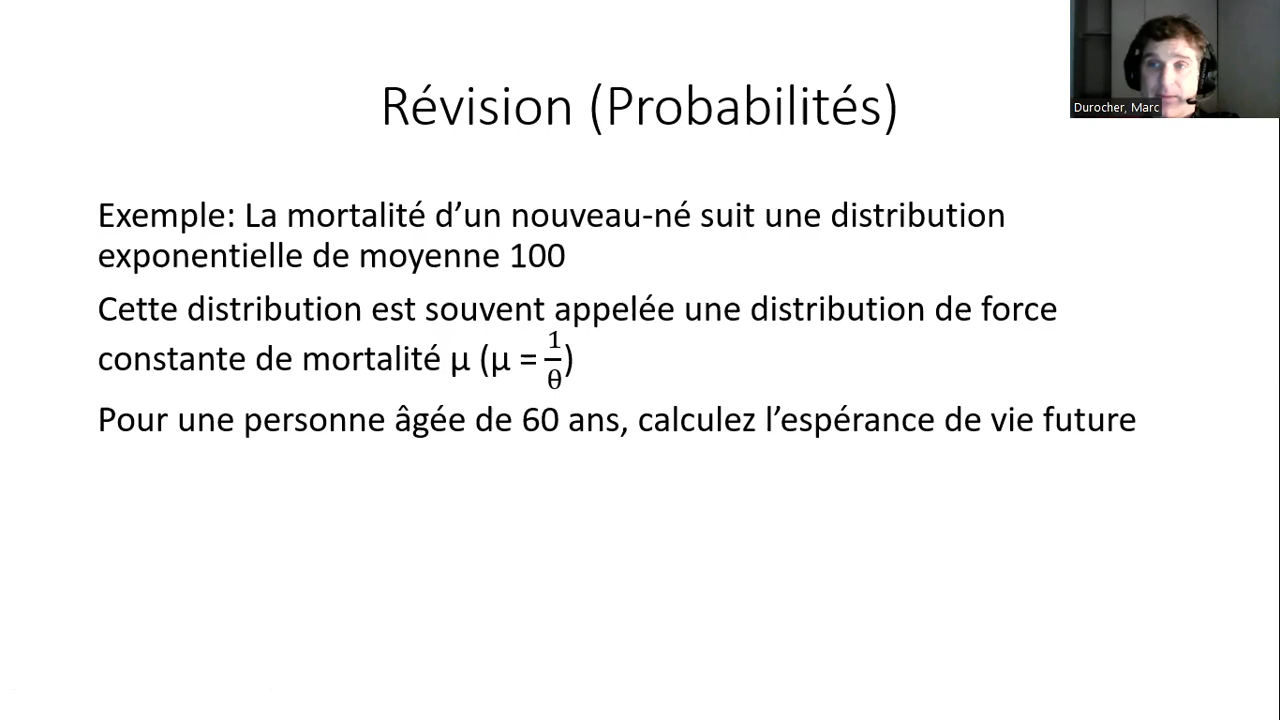 Révision (Probabilités)
Durocher, Marc
Exemple: La mortalité d’un nouveau-né suit une distribution
exponentielle de moyenne 100
Cette distribution est souvent appelée une distribution de force
constante de mortalité μ (μ = 1/θ)
Pour une personne âgée de 60 ans, calculez l’espérance de vie future